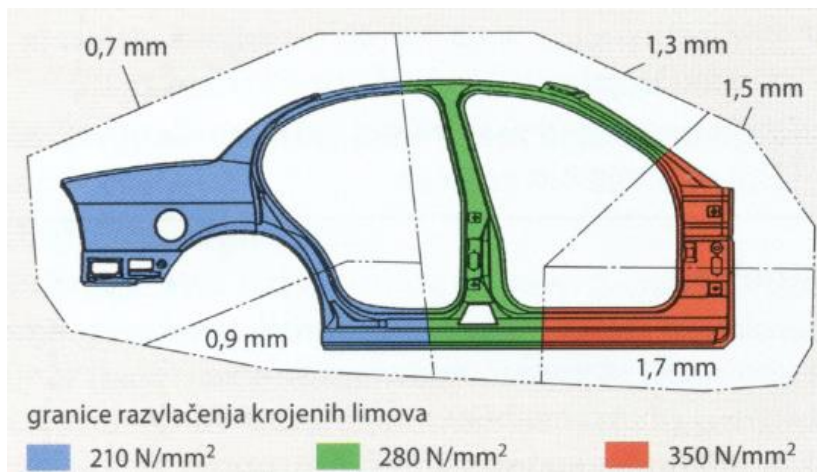 0,7 mm
1,3 mm
1,5 mm
0,9 mm
1,7 mm
granice razvlačenja krojenih limova
210 N/mm²
280 N/mm²
350 N/mm²